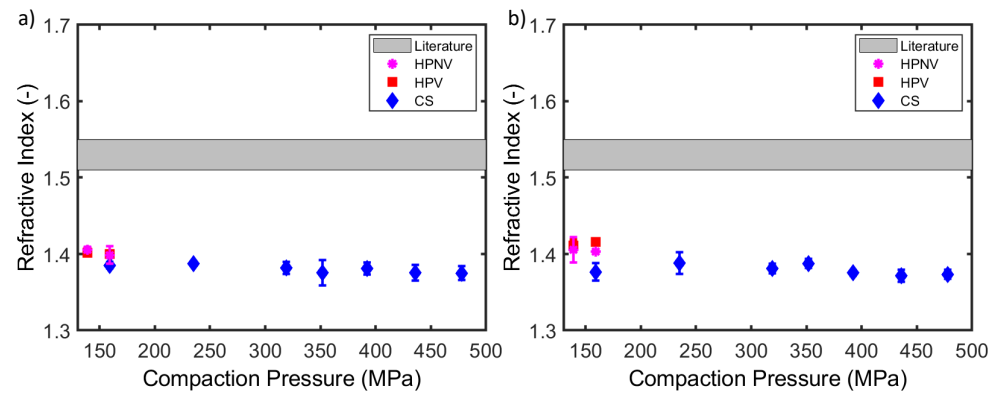 a)
1.7
1.6
1.5
1.4
1.3
Refractive Index (-)
Literature
HPNV
HPV
CS
150 200 250 300 350 400 450 500
Compaction Pressure (MPa)
b)
1.7
1.6
1.5
1.4
1.3
Refractive Index (-)
Literature
HPNV
HPV
CS
150 200 250 300 350 400 450 500
Compaction Pressure (MPa)